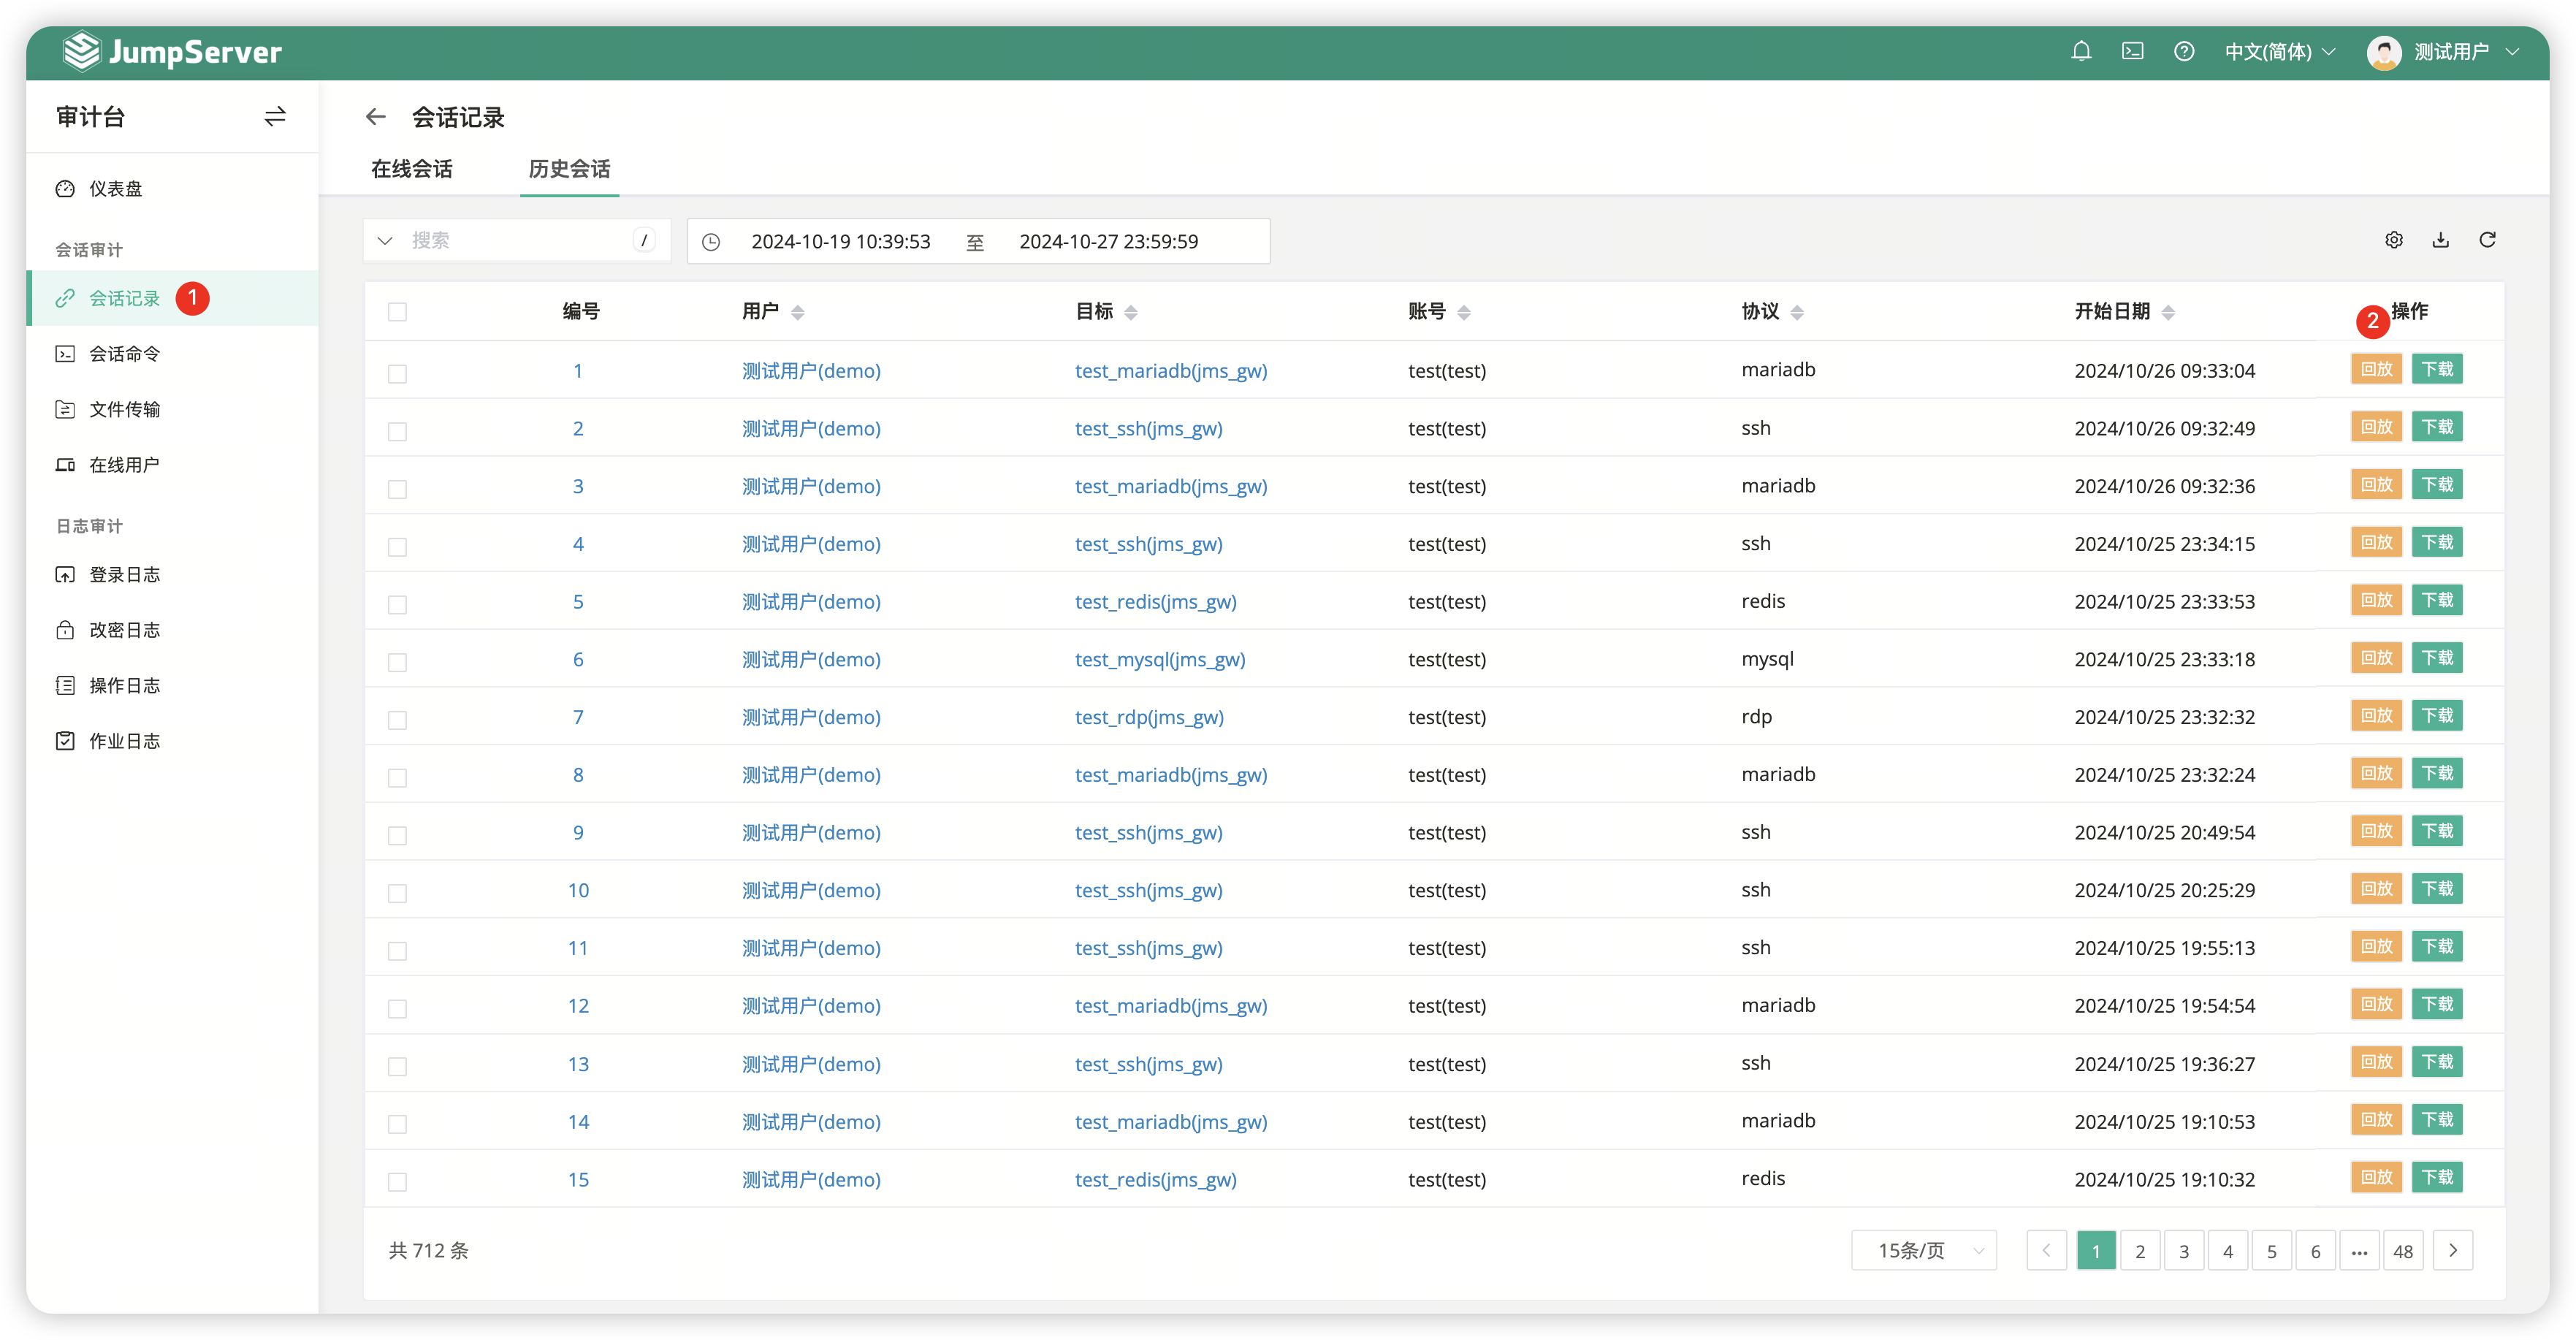 JumpServer
中文(简体)
测试用户
审计台
仪表盘
会话审计
会话记录 1
会话命令
文件传输
在线用户
日志审计
登录日志
改密日志
操作日志
作业日志
会话记录
在线会话 历史会话
搜索 / 2024-10-19 10:39:53 至 2024-10-27 23:59:59
编号 用户 目标 账号 协议 开始日期 2 操作
1 测试用户(demo) test_mariadb(jms_gw) test(test) mariadb 2024/10/26 09:33:04 回放 下载
2 测试用户(demo) test_ssh(jms_gw) test(test) ssh 2024/10/26 09:32:49 回放 下载
3 测试用户(demo) test_mariadb(jms_gw) test(test) mariadb 2024/10/26 09:32:36 回放 下载
4 测试用户(demo) test_ssh(jms_gw) test(test) ssh 2024/10/25 23:34:15 回放 下载
5 测试用户(demo) test_redis(jms_gw) test(test) redis 2024/10/25 23:33:53 回放 下载
6 测试用户(demo) test_mysql(jms_gw) test(test) mysql 2024/10/25 23:33:18 回放 下载
7 测试用户(demo) test_rdp(jms_gw) test(test) rdp 2024/10/25 23:32:32 回放 下载
8 测试用户(demo) test_mariadb(jms_gw) test(test) mariadb 2024/10/25 23:32:24 回放 下载
9 测试用户(demo) test_ssh(jms_gw) test(test) ssh 2024/10/25 20:49:54 回放 下载
10 测试用户(demo) test_ssh(jms_gw) test(test) ssh 2024/10/25 20:25:29 回放 下载
11 测试用户(demo) test_ssh(jms_gw) test(test) ssh 2024/10/25 19:55:13 回放 下载
12 测试用户(demo) test_mariadb(jms_gw) test(test) mariadb 2024/10/25 19:54:54 回放 下载
13 测试用户(demo) test_ssh(jms_gw) test(test) ssh 2024/10/25 19:36:27 回放 下载
14 测试用户(demo) test_mariadb(jms_gw) test(test) mariadb 2024/10/25 19:10:53 回放 下载
15 测试用户(demo) test_redis(jms_gw) test(test) redis 2024/10/25 19:10:32 回放 下载
共 712 条 15条/页 1 2 3 4 5 6 ... 48